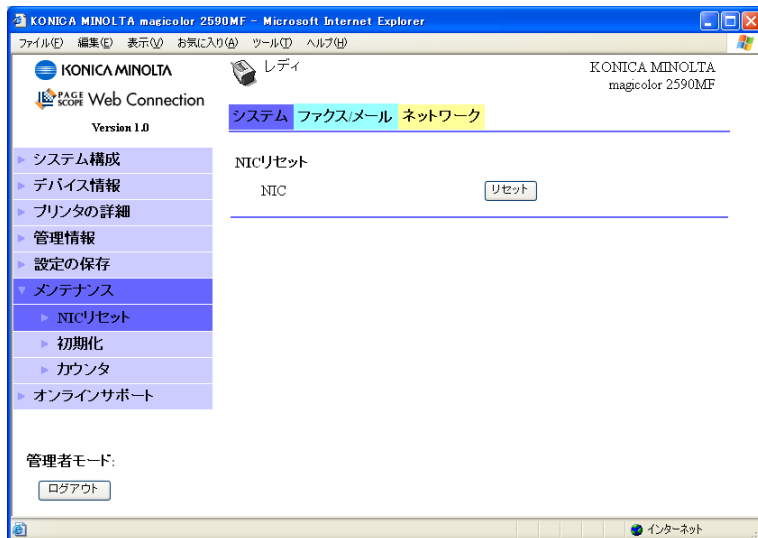 KONICA MINOLTA magicolor 2590MF - Microsoft Internet Explorer
ファイル(F) 編集(E) 表示(V) お気に入り(A) ツール(T) ヘルプ(H)
KONICA MINOLTA
PAGE SCOPE Web Connection
Version 1.0
レディ
KONICA MINOLTA
magicolor 2590MF
システム ファクス/メール ネットワーク
システム構成
デバイス情報
プリンタの詳細
管理情報
設定の保存
メンテナンス
NICリセット
初期化
カウンタ
オンラインサポート
NICリセット
NIC リセット
管理者モード:
ログアウト
インターネット